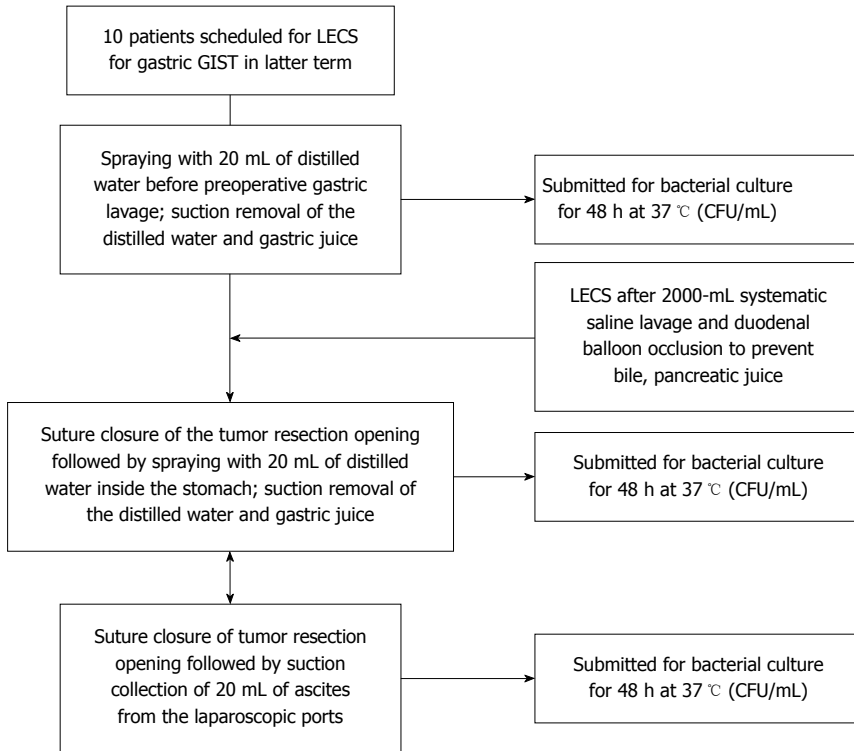 10 patients scheduled for LECS
for gastric GIST in latter term
Spraying with 20 mL of distilled
water before preoperative gastric
lavage; suction removal of the
distilled water and gastric juice
Submitted for bacterial culture
for 48 h at 37 ℃ (CFU/mL)
LECS after 2000-mL systematic
saline lavage and duodenal
balloon occlusion to prevent
bile, pancreatic juice
Suture closure of the tumor resection opening
followed by spraying with 20 mL of distilled
water inside the stomach; suction removal of
the distilled water and gastric juice
Submitted for bacterial culture
for 48 h at 37 ℃ (CFU/mL)
Suture closure of tumor resection
opening followed by suction
collection of 20 mL of ascites
from the laparoscopic ports
Submitted for bacterial culture
for 48 h at 37 ℃ (CFU/mL)